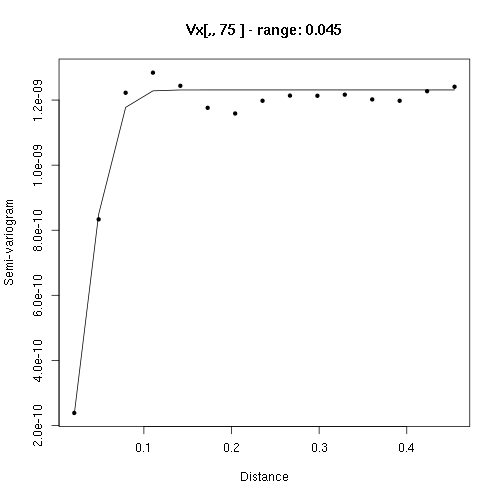 Vx[,, 75 ] - range: 0.045
Semi-variogram
1.2e-09
1.0e-09
8.0e-10
6.0e-10
4.0e-10
2.0e-10
0.1 0.2 0.3 0.4
Distance